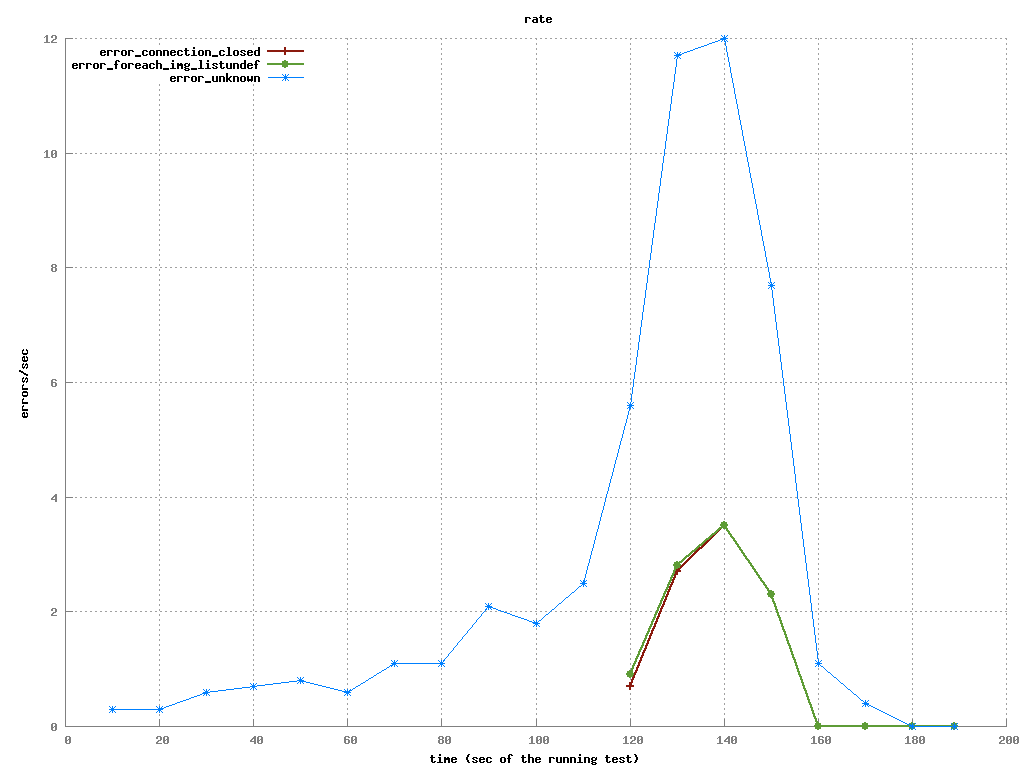 rate
error_connection_closed
error_foreach_img_listundef
error_unknown
12
10
8
6
4
2
0
errors/sec
0 20 40 60 80 100 120 140 160 180 200
time (sec of the running test)